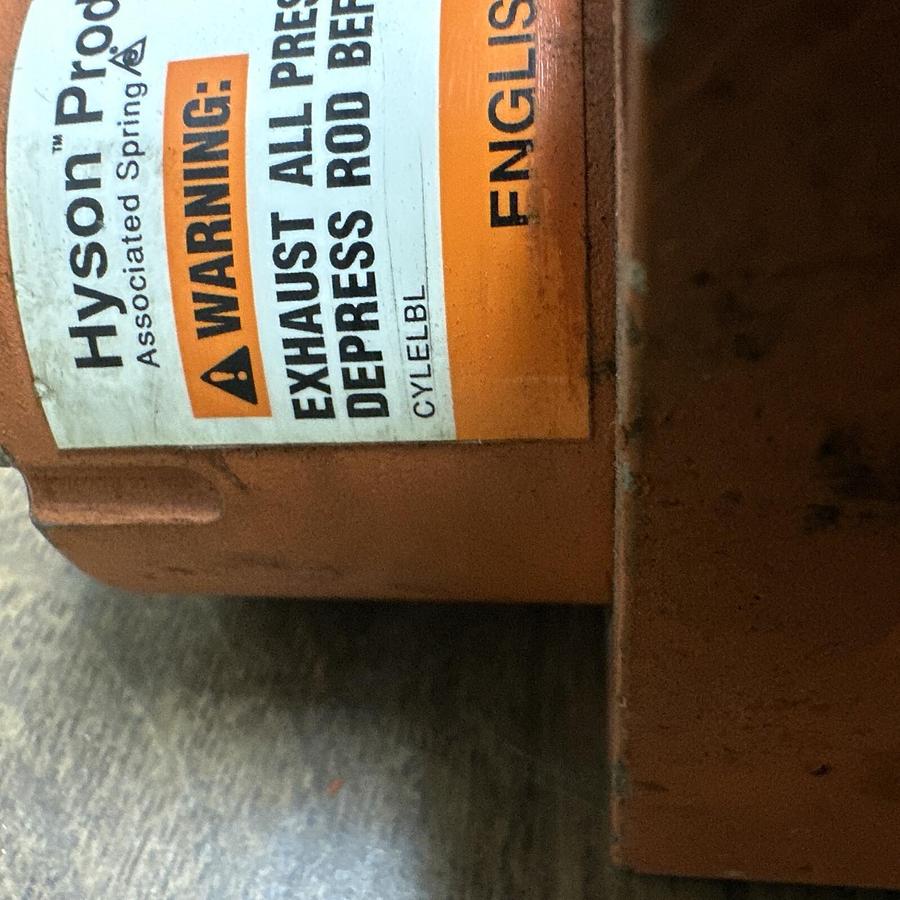 Hyson™ Prod
Associated Spring
WARNING:
EXHAUST ALL PRES
DEPRESS ROD BEF
CYLELBL
ENGLIS